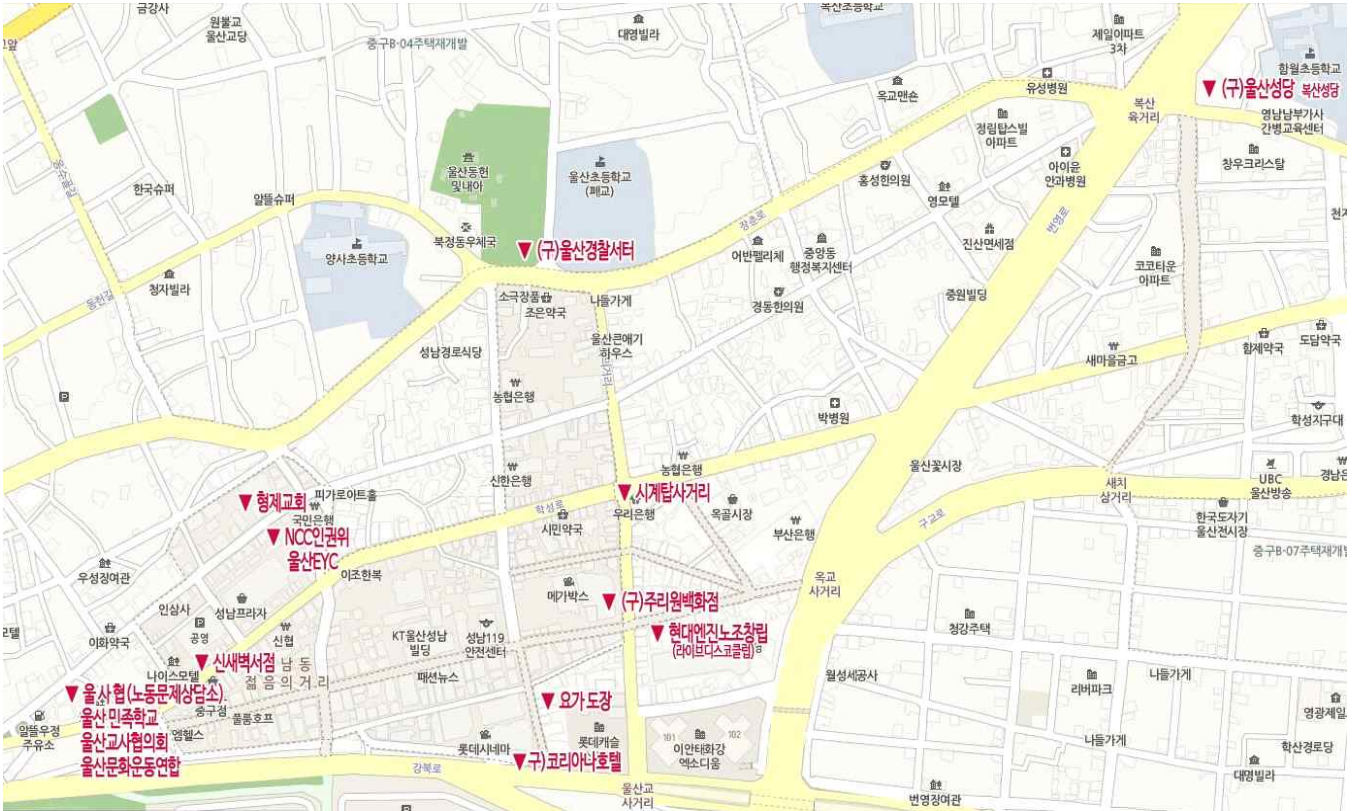 금강사
원불교
울산교당
중구B-04주택재개발
대영빌라
제일이파트
3차
함월초등학교
▼ (구)울산성당 복산성당
유성병원
옥교맨숀
복산
육거리
영남남부가사
간병교육센터
정림탑스빌
아파트
창우크리스탈
울산동헌
및내아
울산초등학교
(폐교)
홍성한의원
아이윤
안과병원
한국슈퍼
알뜰슈퍼
영모텔
장춘로
번영로
북정동우체국
▼ (구)울산경찰서터
양사초등학교
어반펠리체
중앙동
행정복지센터
진산면세점
코코타운
아파트
청자빌라
동헌길
소극장품
조은약국
나들가게
경동한의원
중원빌딩
울산큰애기
하우스
성남경로식당
새마을금고
함제약국
도담약국
농협은행
박병원
학성지구대
농협은행
울산꽃시장
신한은행
새치
삼거리
UBC
울산방송
▼ 시계탑사거리
▼ 형제교회
피가로아트홀
국민은행
학성로
시민약국
우리은행
옥골시장
부산은행
구교로
한국도자기
울산전시장
▼ NCC인권위
울산EYC
중구B-07주택재개발
우성장여관
이조한복
옥교
사거리
메가박스
▼ (구)주리원백화점
인삼사
성남프라자
공영
신협
이화약국
KT울산성남
빌딩
성남119
안전센터
▼ 현대엔진노조창립
(라이브디스코클럽)
청강주택
▼ 신새벽서점
나이스모텔
남동
젊음의거리
패션뉴스
월성세공사
리버파크
나들가게
▼ 울사협(노동문제상담소).
울산 민족학교
울산교사협의회
울산문화운동연합
중구점
풀롱호프
엠헬스
알뜰우정
주유소
▼ 요가 도장
영광제일
롯데시네마
롯데캐슬
101
102
이안태화강
엑소디움
나들가게
학산경로당
▼ 구)코리아나호텔
강북로
대영빌라
울산교
사거리
번영장여관